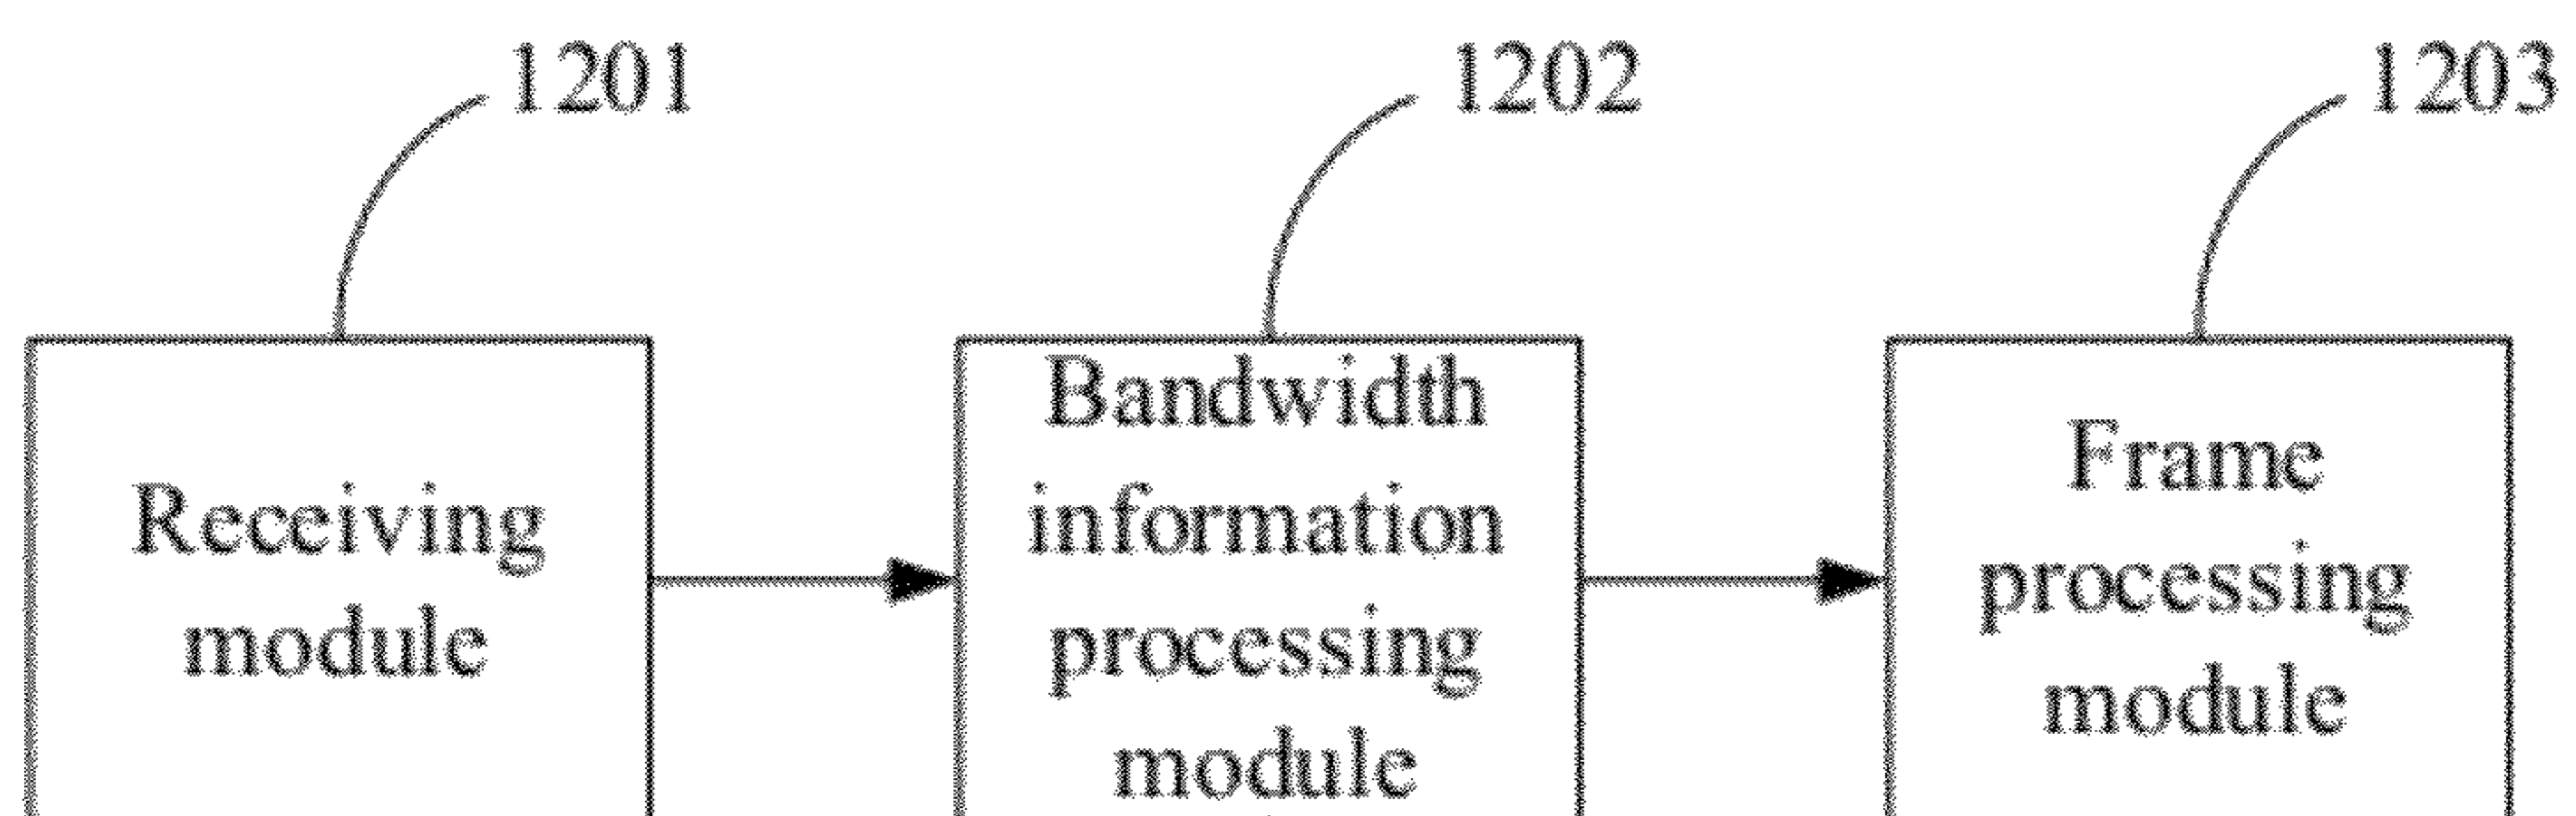 1201
1202
1203
Receiving
module
Bandwidth
information
processing
module
Frame
processing
module